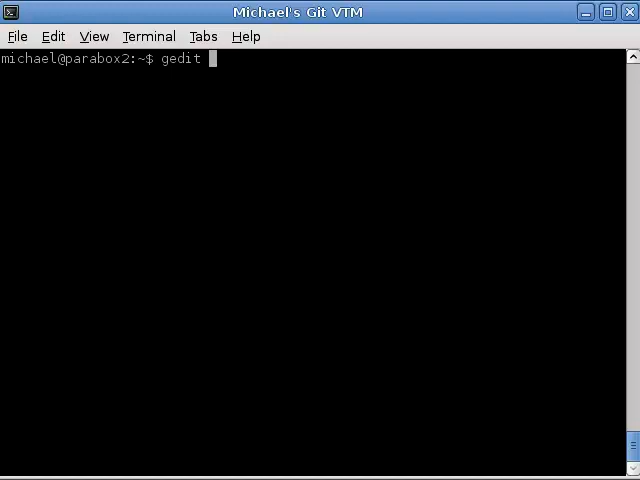 Michael's Git VTM
File Edit View Terminal Tabs Help
michael@parabox2:~$ gedit